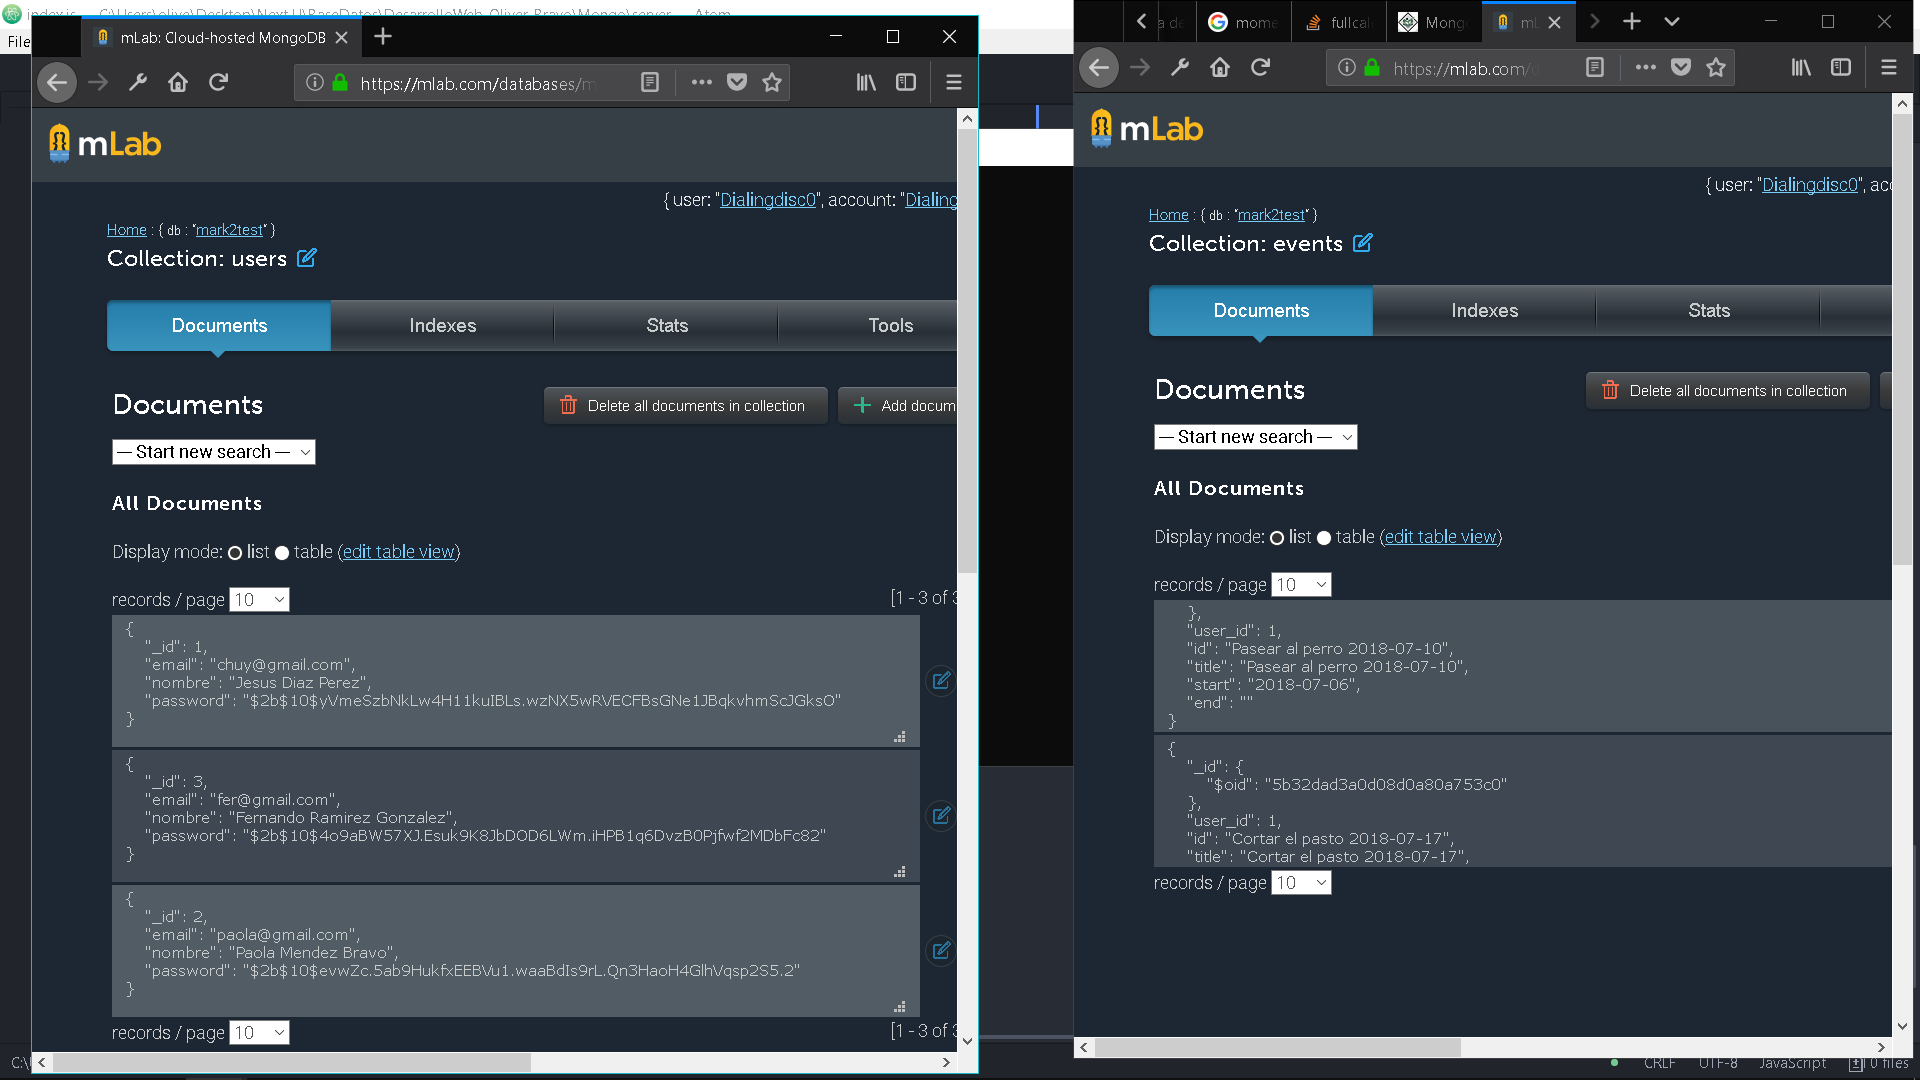 index.js — C:\Users\olive\Desktop\Next U\BaseDatos\DesarrolloWeb_Oliver_Bravo\Mongo\server — Atom
File
mLab: Cloud-hosted MongoDB
https://mlab.com/databases/m
mLab
{ user: "Dialingdisc0", account: "Dialing
Home : { db : "mark2test" }
Collection: users
Documents
Indexes
Stats
Tools
Documents
Delete all documents in collection
Add docum
— Start new search —
All Documents
Display mode: list table (edit table view)
records / page 10
[1 - 3 of 3
{
"_id": 1,
"email": "chuy@gmail.com",
"nombre": "Jesus Diaz Perez",
"password": "$2b$10$yVmeSzbNkLw4H11kuIBLs.wzNX5wRVECFBsGNe1JBqkvhmScJGksO"
}
{
"_id": 3,
"email": "fer@gmail.com",
"nombre": "Fernando Ramirez Gonzalez",
"password": "$2b$10$4o9aBW57XJ.Esuk9K8JbDOD6LWm.iHPB1q6DvzB0Pjfwf2MDbFc82"
}
{
"_id": 2,
"email": "paola@gmail.com",
"nombre": "Paola Mendez Bravo",
"password": "$2b$10$evwZc.5ab9HukfxEEBVu1.waaBdIs9rL.Qn3HaoH4GlhVqsp2S5.2"
}
records / page 10
[1 - 3 of 3
C:\
a de
mome
fullcal
Mong
mL
https://mlab.com/d
mLab
{ user: "Dialingdisc0", acc
Home : { db : "mark2test" }
Collection: events
Documents
Indexes
Stats
Documents
Delete all documents in collection
— Start new search —
All Documents
Display mode: list table (edit table view)
records / page 10
},
"user_id": 1,
"id": "Pasear al perro 2018-07-10",
"title": "Pasear al perro 2018-07-10",
"start": "2018-07-06",
"end": ""
}
{
"_id": {
"$oid": "5b32dad3a0d08d0a80a753c0"
},
"user_id": 1,
"id": "Cortar el pasto 2018-07-17",
"title": "Cortar el pasto 2018-07-17",
records / page 10
CRLF
UTF-8
JavaScript
0 files